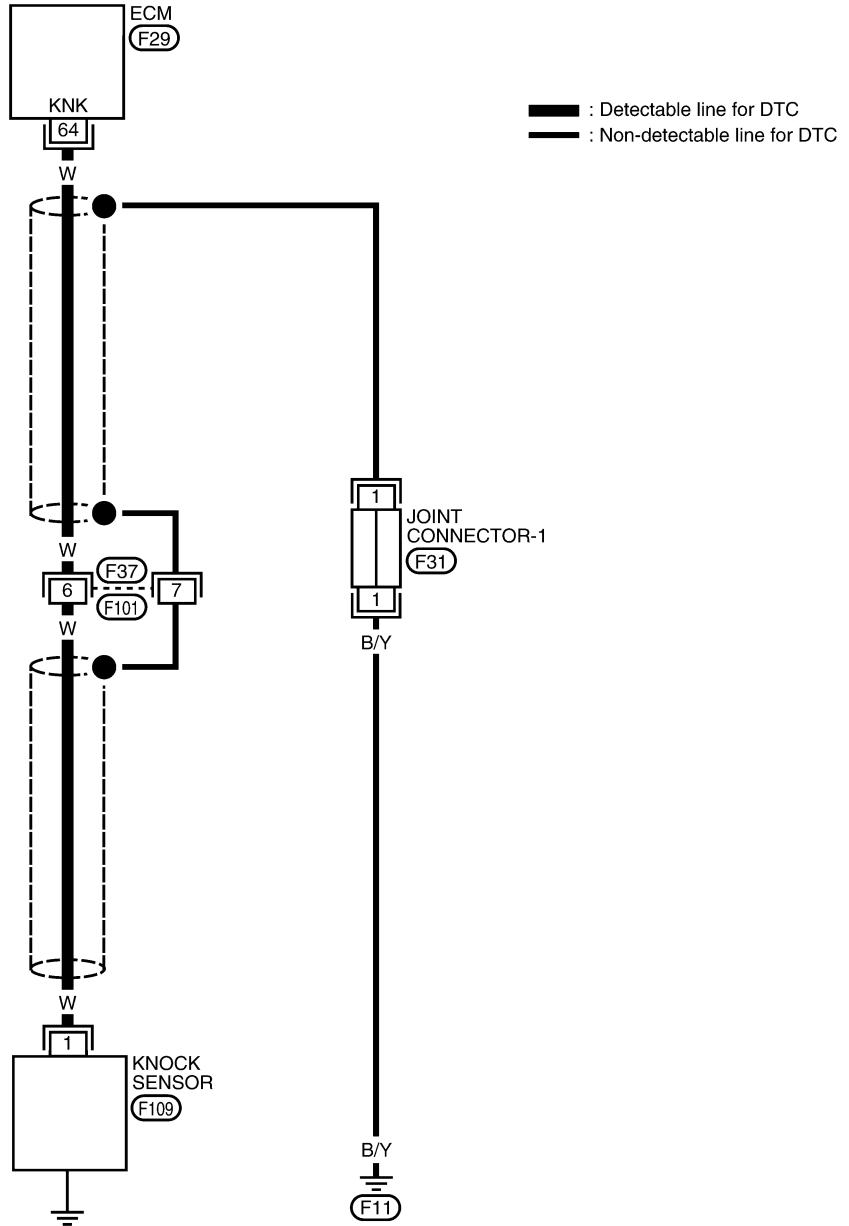 ECM
F29
KNK
64
: Detectable line for DTC
: Non-detectable line for DTC
W
1
JOINT
CONNECTOR-1
F31
1
W
F37
6
7
F101
W
B/Y
W
1
KNOCK
SENSOR
F109
B/Y
F11